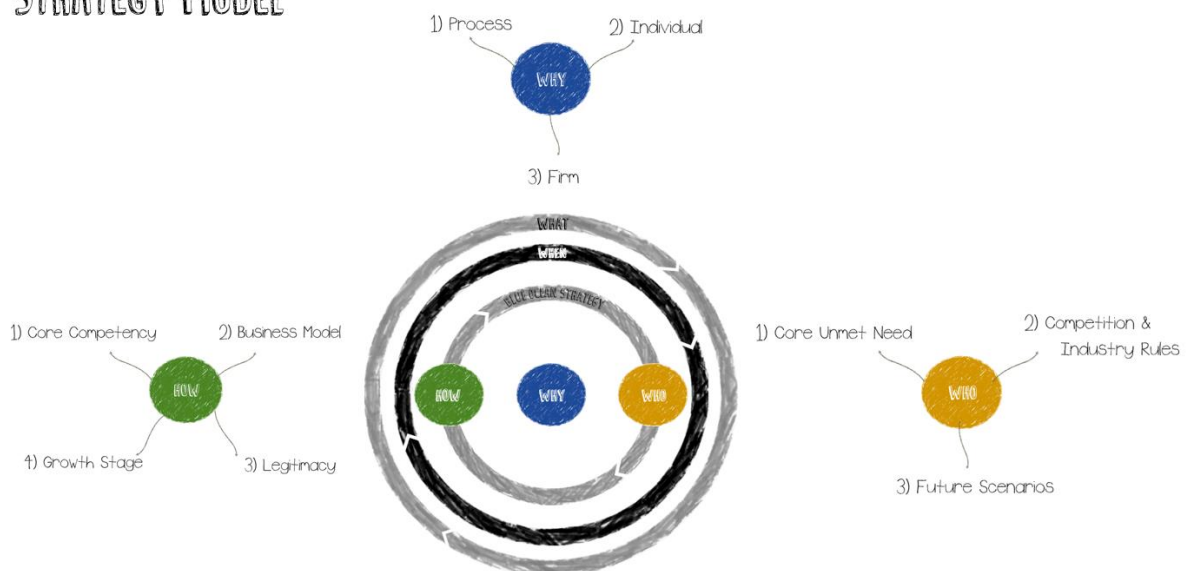 STRATEGY MODEL
1) Process
2) Individual
WHY
3) Firm
WHAT
WHEN
BLUE OCEAN STRATEGY
1) Core Competency
2) Business Model
HOW
4) Growth Stage
3) Legitimacy
HOW
WHY
WHO
1) Core Unmet Need
2) Competition &
Industry Rules
WHO
3) Future Scenarios